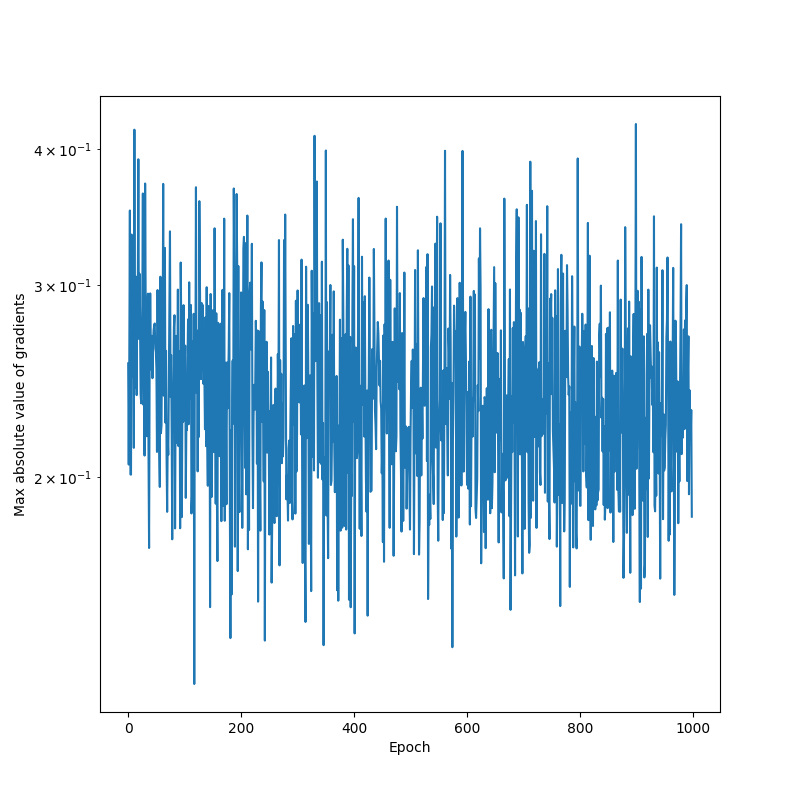 4 × 10⁻¹
3 × 10⁻¹
2 × 10⁻¹
Max absolute value of gradients
0 200 400 600 800 1000
Epoch